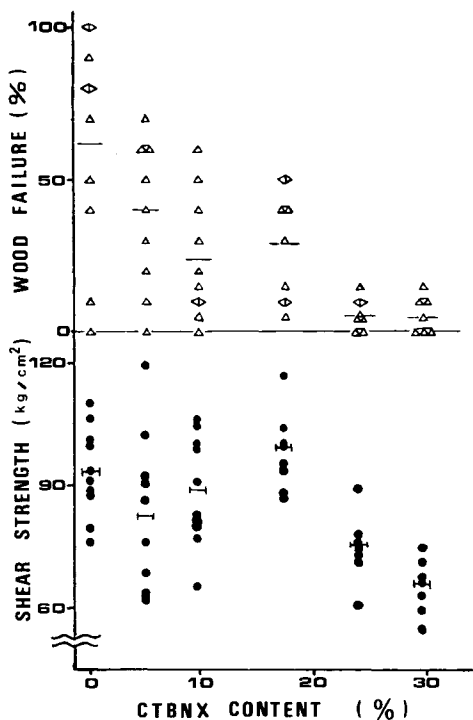 WOOD FAILURE (%)
100
50
0
SHEAR STRENGTH (kg/cm²)
120
90
60
0 10 20 30
CTBNX CONTENT (%)